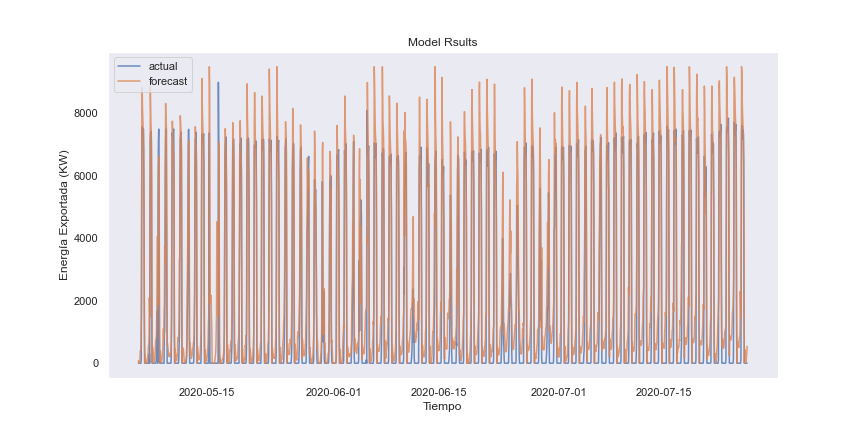 Model Rsults
actual
forecast
8000
6000
4000
2000
0
Energía Exportada (KW)
2020-05-15
2020-06-01
2020-06-15
2020-07-01
2020-07-15
Tiempo